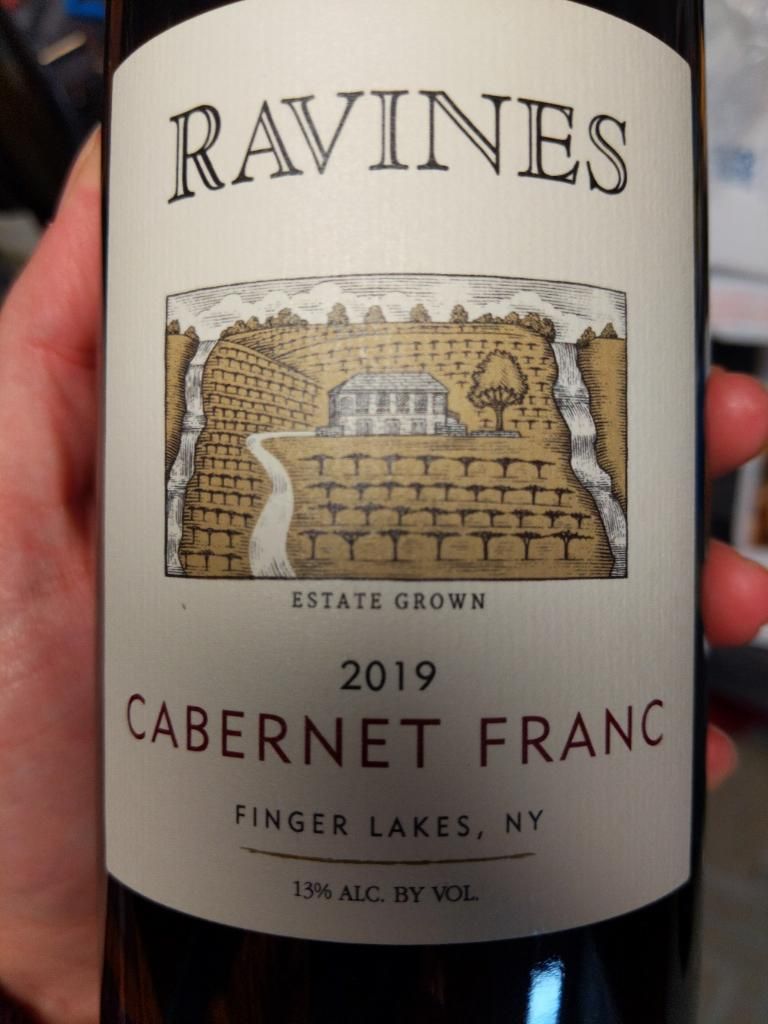 RAVINES
ESTATE GROWN
2019
CABERNET FRANC
FINGER LAKES, NY
13% ALC. BY VOL.